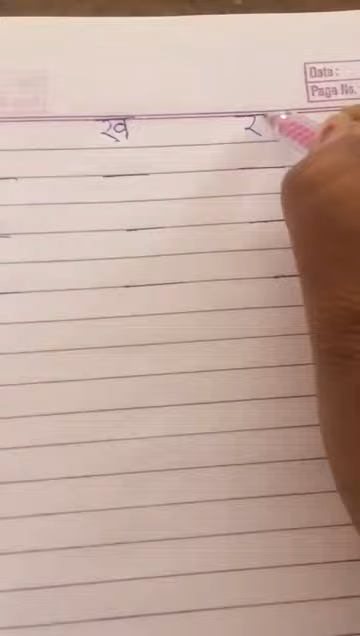 Date :
Page No.
ख र